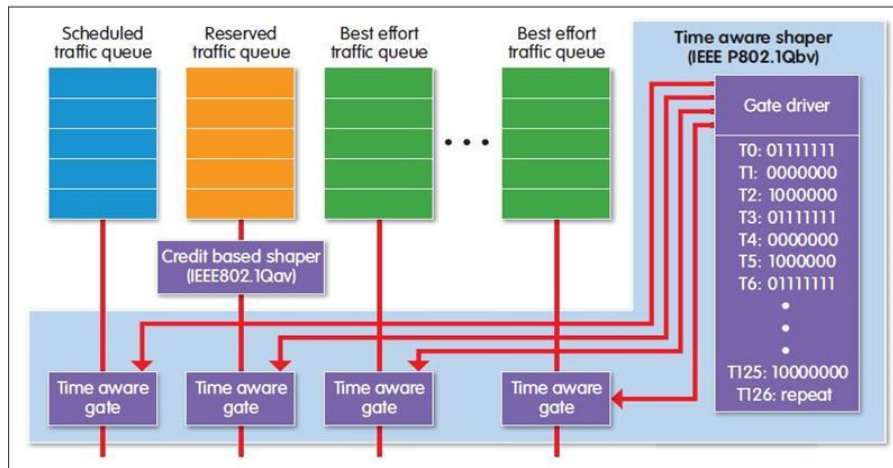 Scheduled
traffic queue
Reserved
traffic queue
Best effort
traffic queue
Best effort
traffic queue
Time aware shaper
(IEEE P802.1Qbv)
Gate driver
T0: 01111111
T1: 0000000
T2: 1000000
T3: 01111111
T4: 0000000
T5: 1000000
T6: 01111111
T125: 10000000
T126: repeat
Credit based shaper
(IEEE802.1Qav)
Time aware
gate
Time aware
gate
Time aware
gate
Time aware
gate